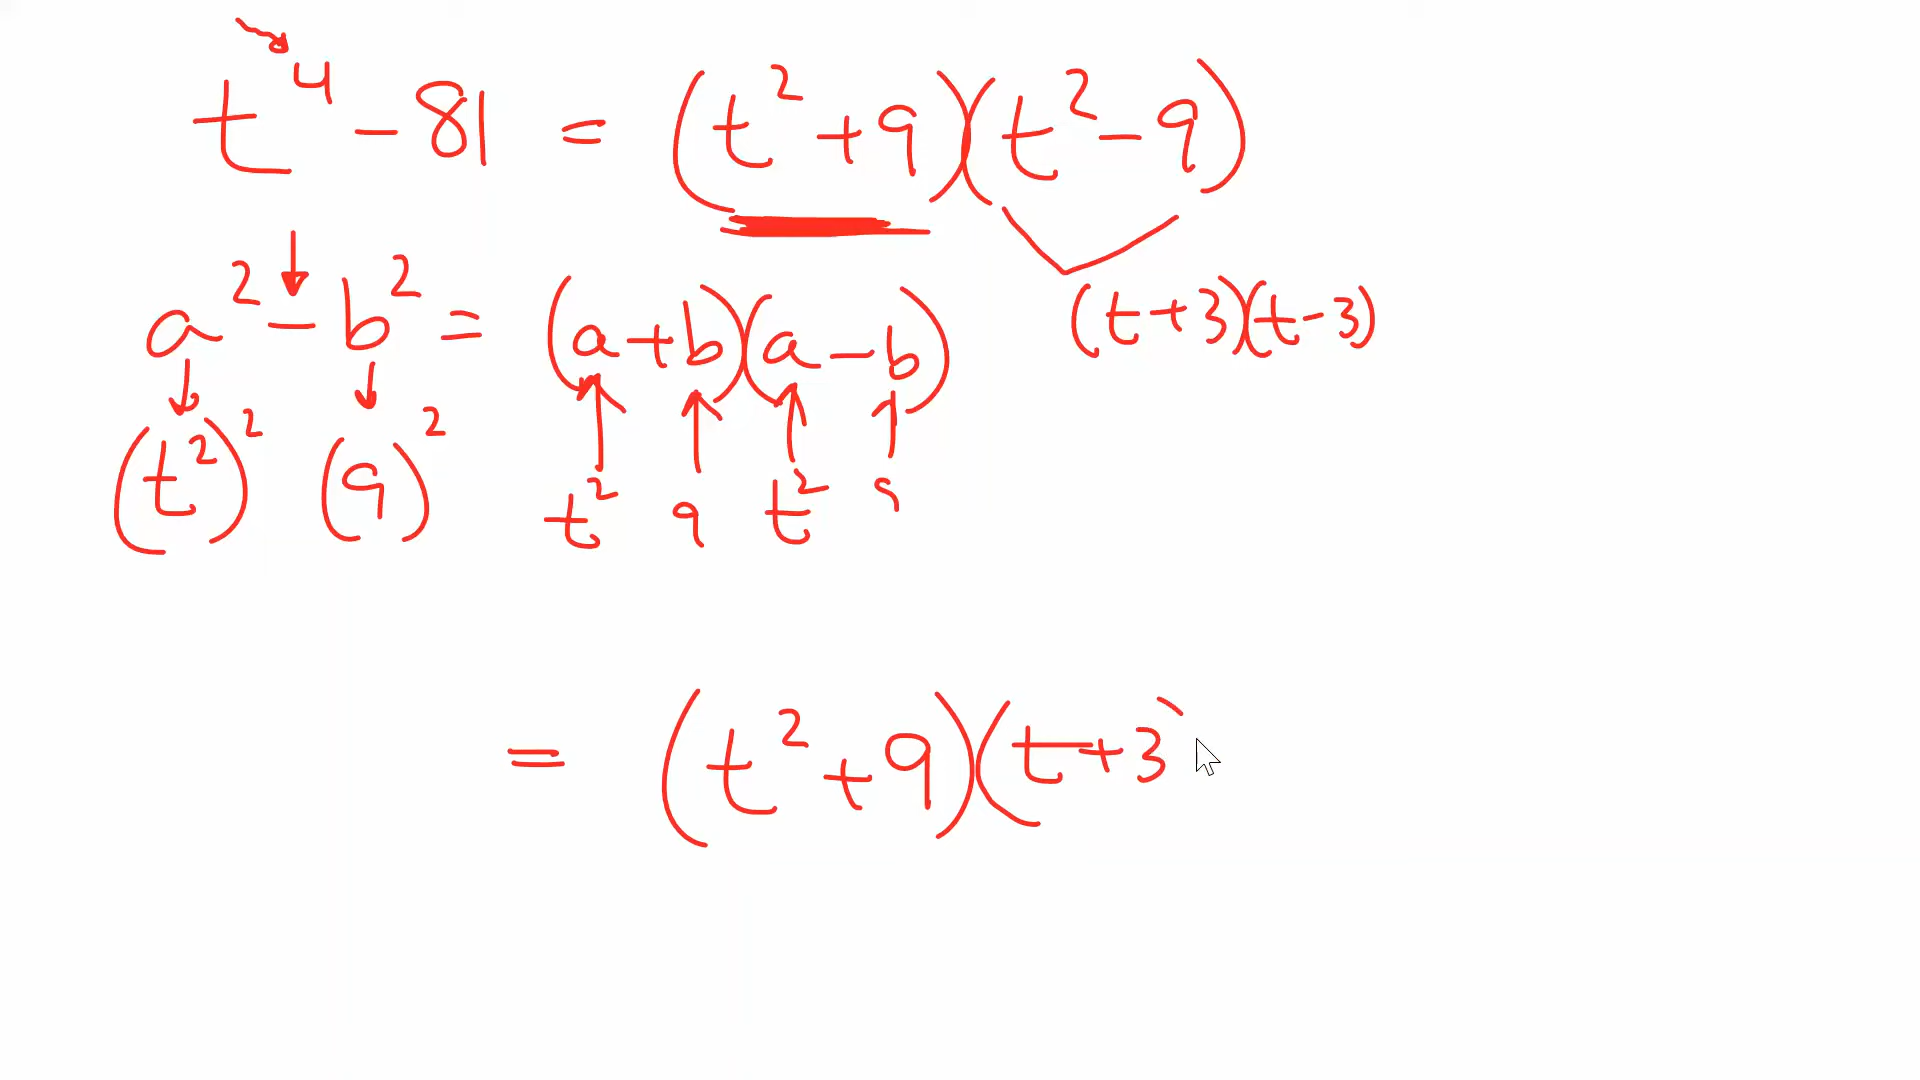 t⁴ - 81 = (t² + 9)(t² - 9)
a² - b² = (a + b)(a - b)
(t + 3)(t - 3)
(t²)² (9)² t² 9 t² 9
= (t² + 9)(t + 3